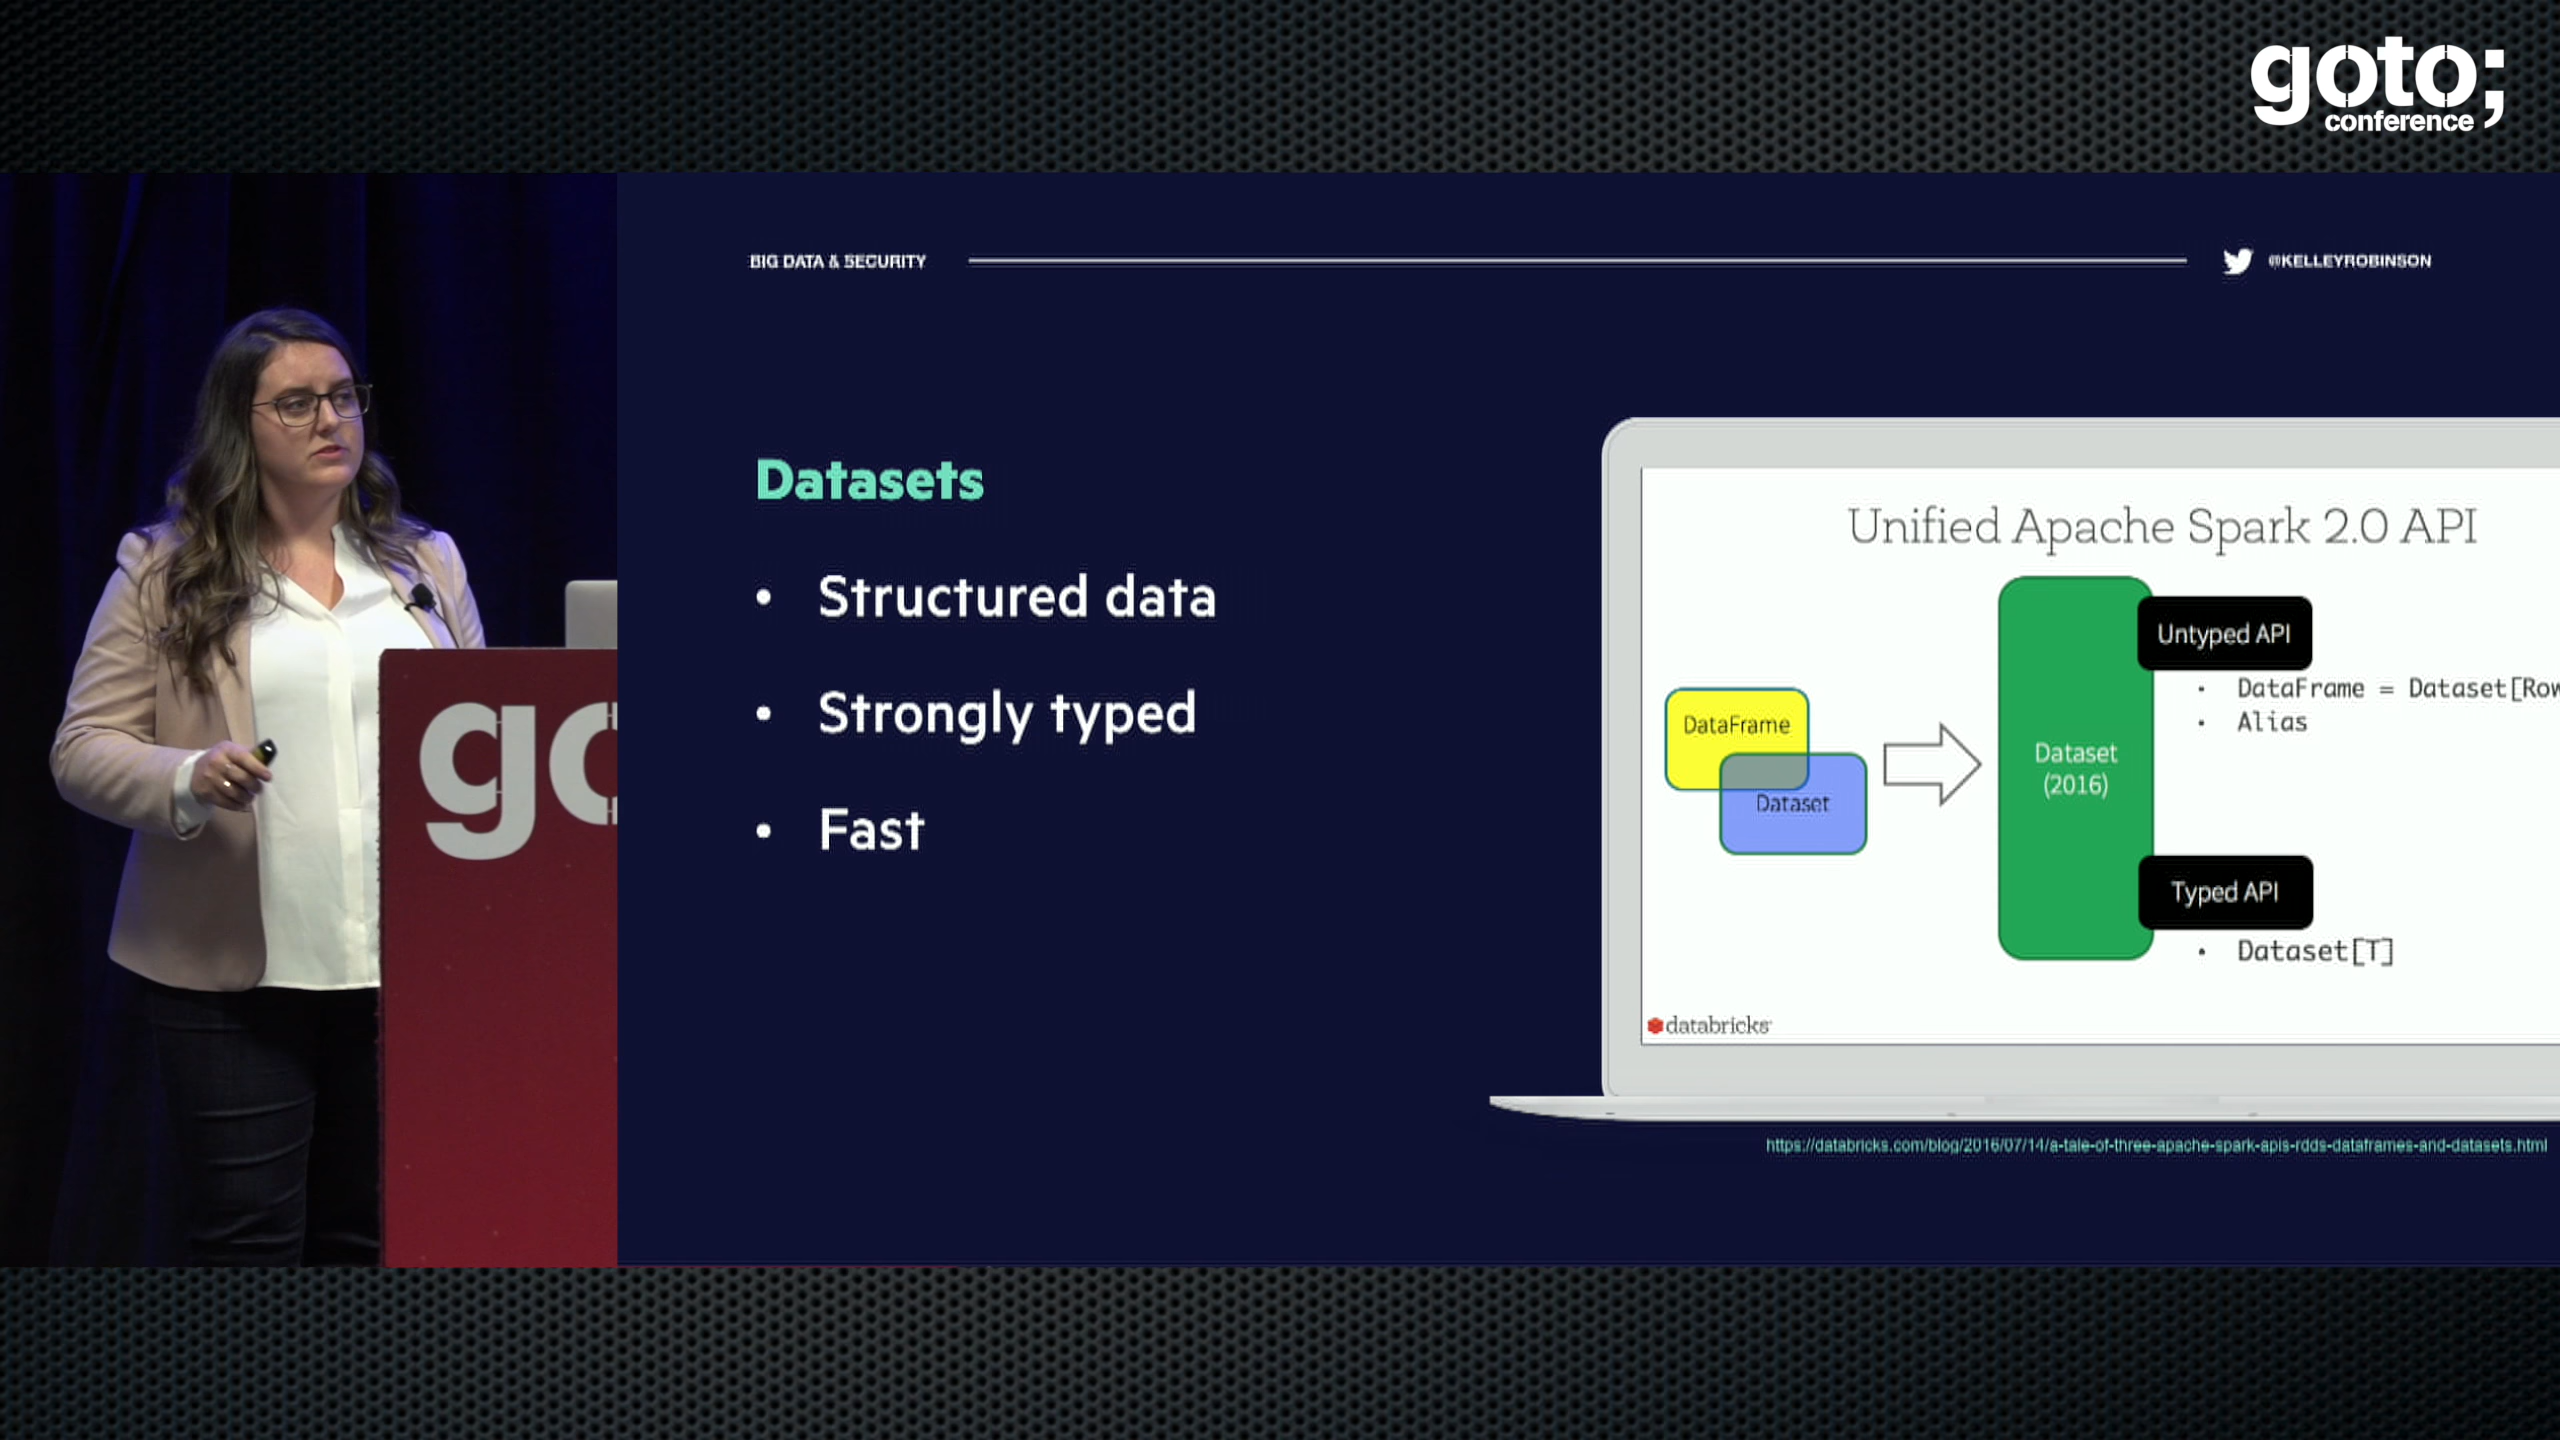 goto;
conference
BIG DATA & SECURITY
@KELLEYROBINSON
go
Datasets
• Structured data
• Strongly typed
• Fast
Unified Apache Spark 2.0 API
Untyped API
• DataFrame = Dataset[Row
• Alias
DataFrame
Dataset
Dataset
(2016)
Typed API
• Dataset[T]
databricks
https://databricks.com/blog/2016/07/14/a-tale-of-three-apache-spark-apis-rdds-dataframes-and-datasets.html